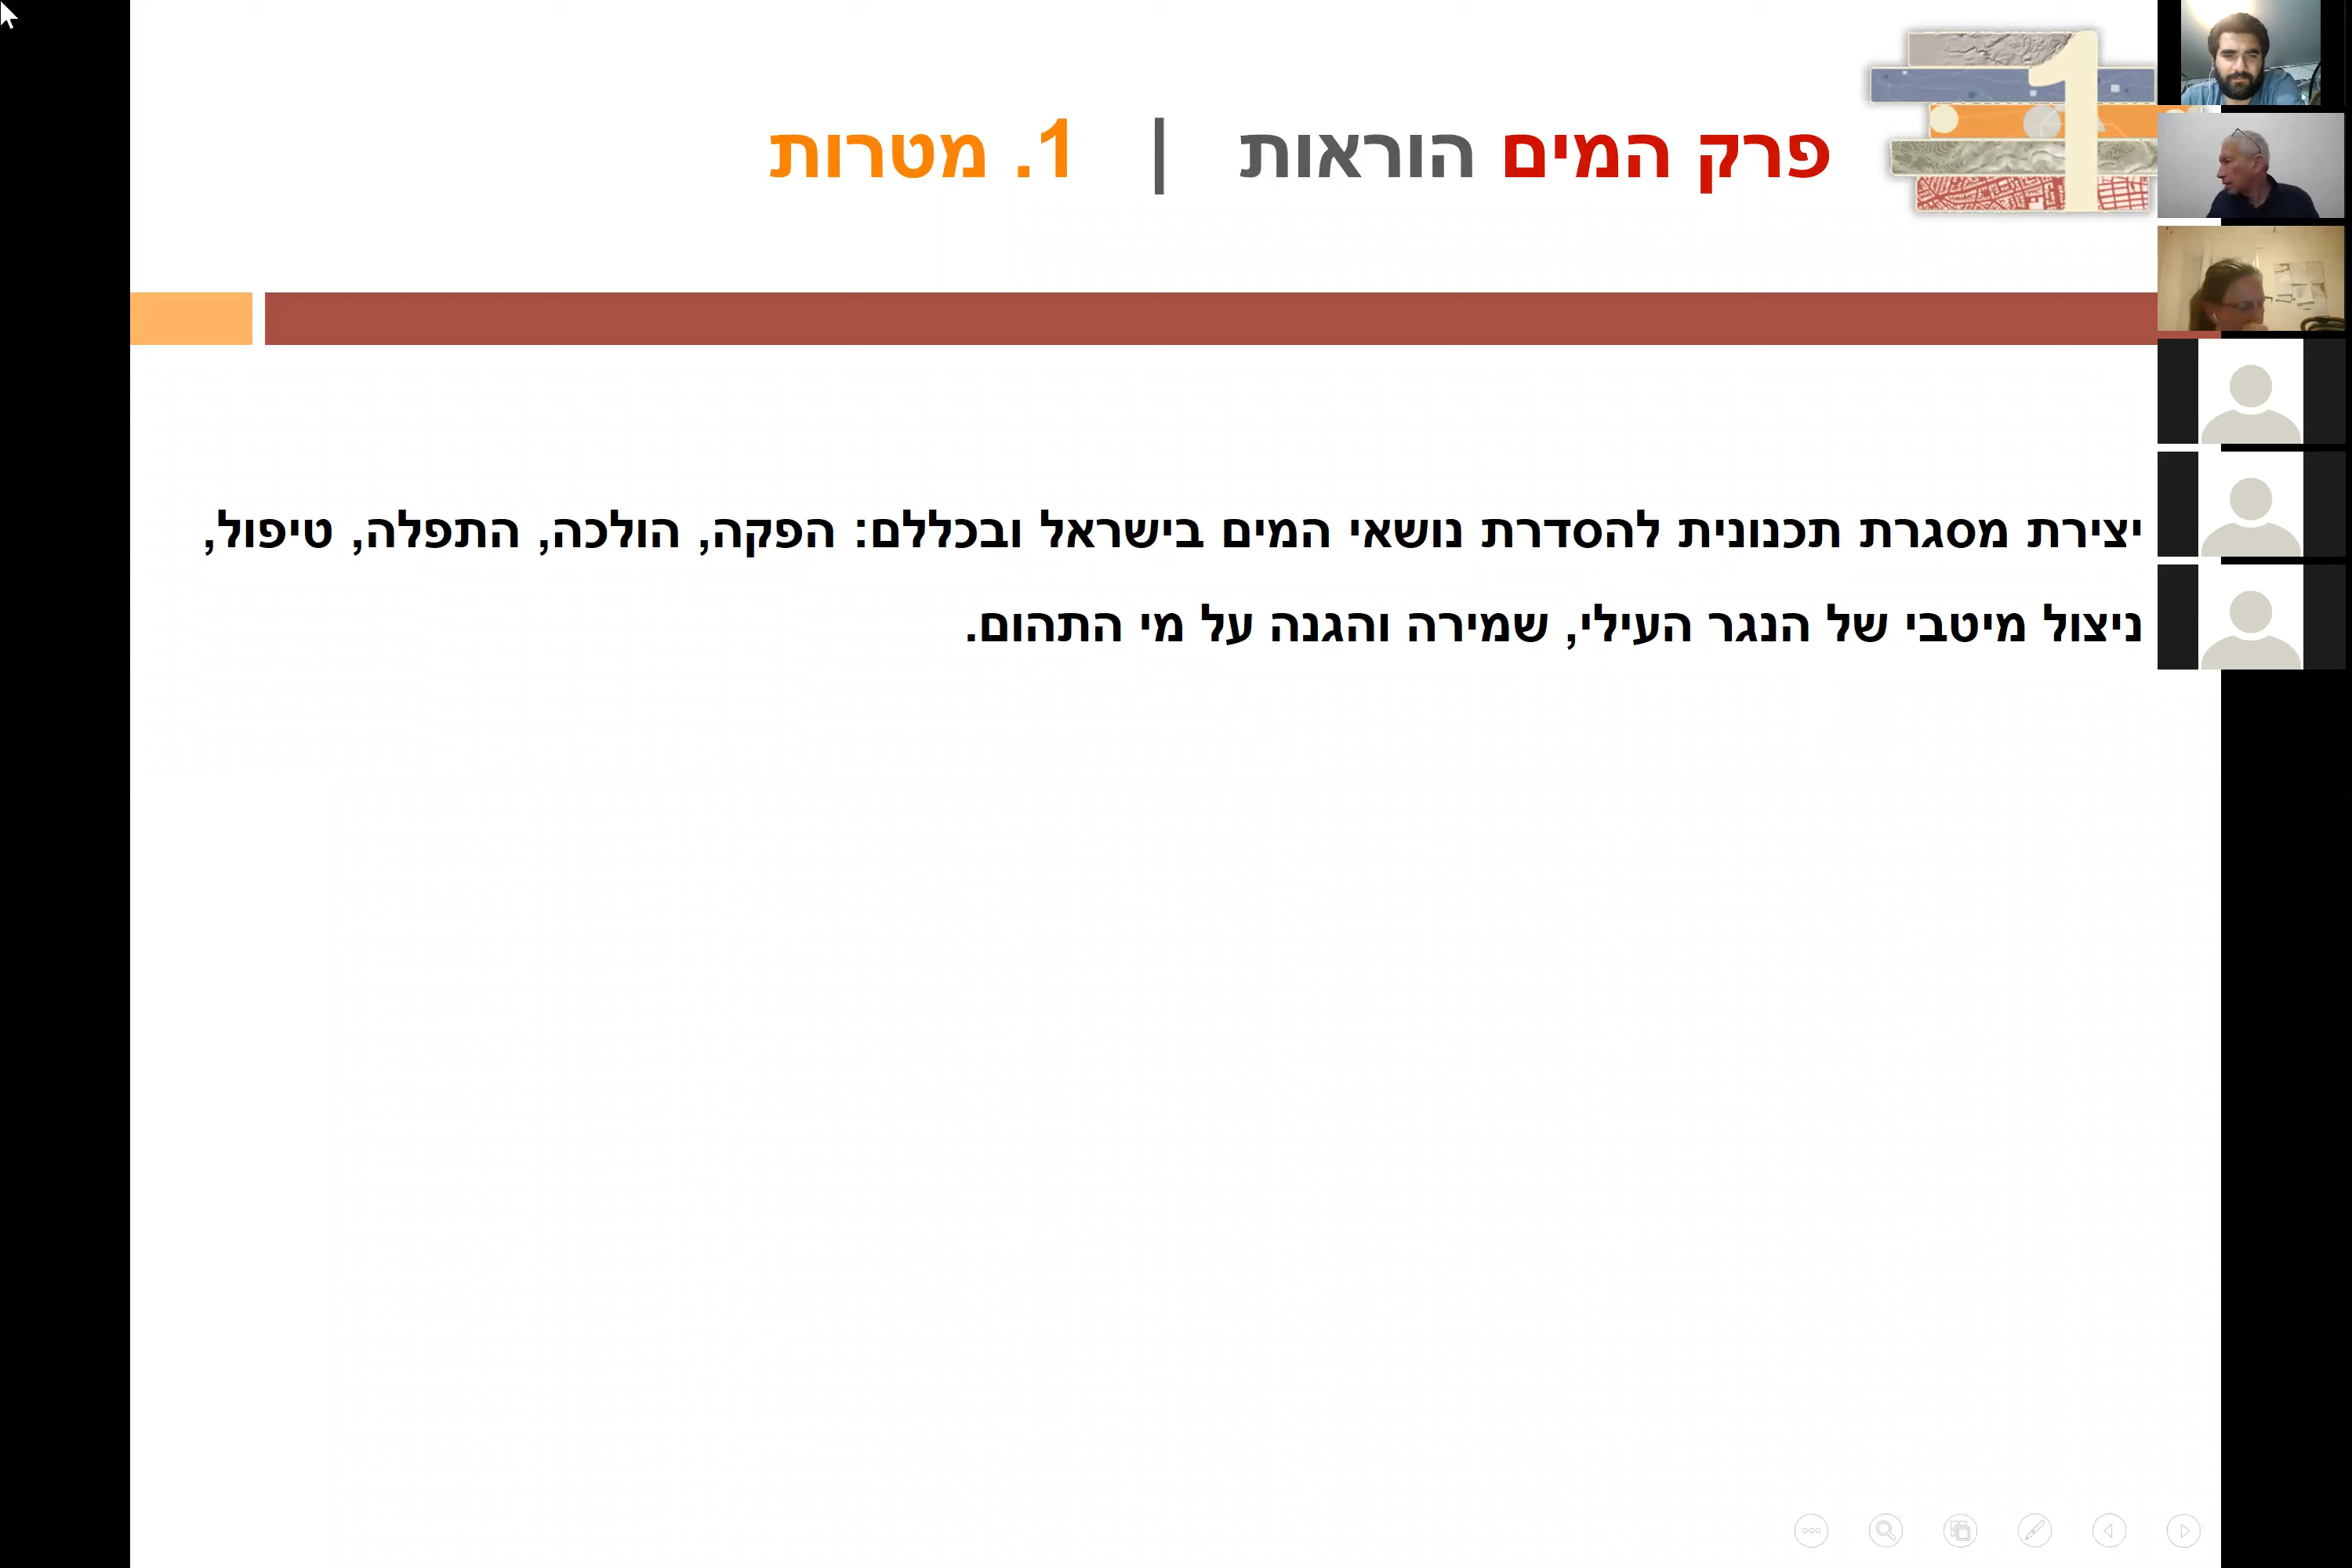 פרק המים הוראות | 1. מטרות
1
יצירת מסגרת תכנונית להסדרת נושאי המים בישראל ובכללם: הפקה, הולכה, התפלה, טיפול,
ניצול מיטבי של הנגר העילי, שמירה והגנה על מי התהום.